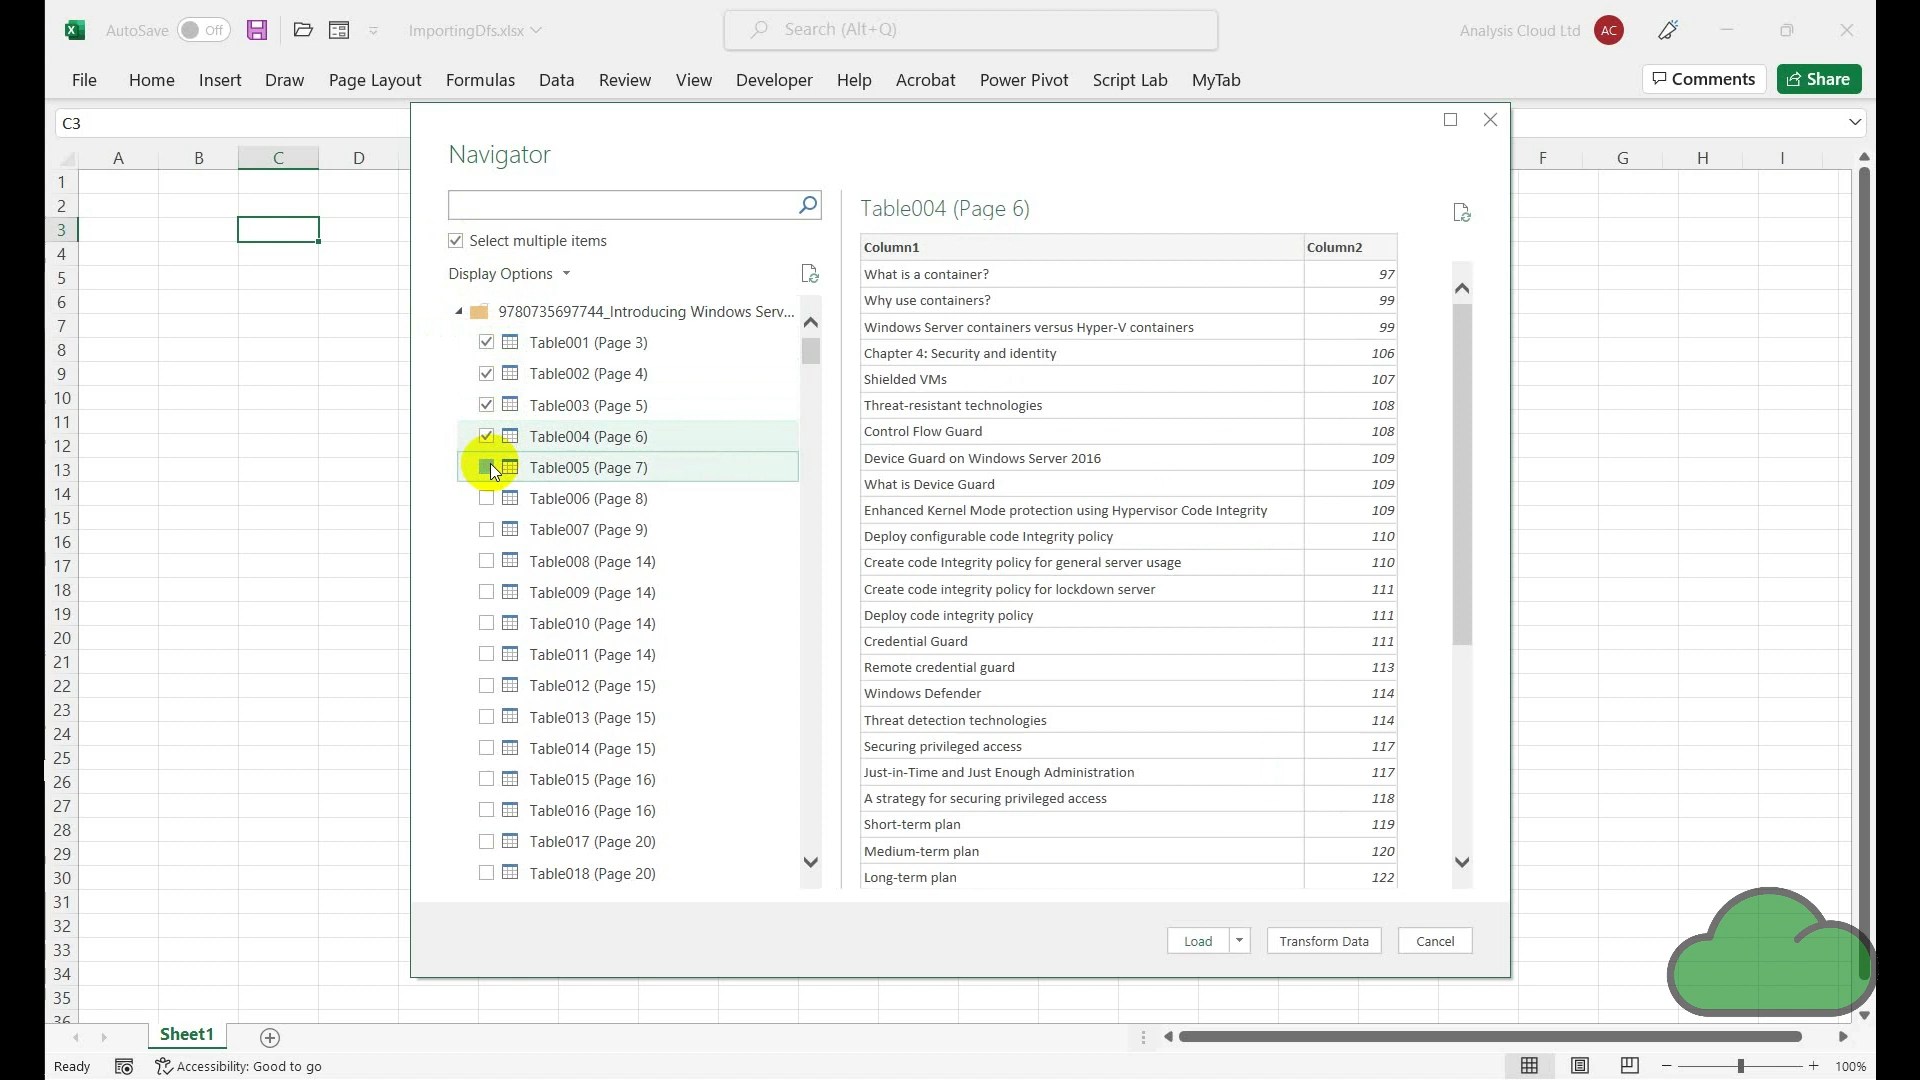 AutoSave Off ImportingDfs.xlsx Search (Alt+Q) Analysis Cloud Ltd AC
File Home Insert Draw Page Layout Formulas Data Review View Developer Help Acrobat Power Pivot Script Lab MyTab Comments Share
C3
A B C D F G H I
1
2
3
4
5
6
7
8
9
10
11
12
13
14
15
16
17
18
19
20
21
22
23
24
25
26
27
28
29
30
31
32
33
34
35
36
Navigator
Select multiple items
Display Options
9780735697744_Introducing Windows Serv...
Table001 (Page 3)
Table002 (Page 4)
Table003 (Page 5)
Table004 (Page 6)
Table005 (Page 7)
Table006 (Page 8)
Table007 (Page 9)
Table008 (Page 14)
Table009 (Page 14)
Table010 (Page 14)
Table011 (Page 14)
Table012 (Page 15)
Table013 (Page 15)
Table014 (Page 15)
Table015 (Page 16)
Table016 (Page 16)
Table017 (Page 20)
Table018 (Page 20)
Table004 (Page 6)
Column1 Column2
What is a container? 97
Why use containers? 99
Windows Server containers versus Hyper-V containers 99
Chapter 4: Security and identity 106
Shielded VMs 107
Threat-resistant technologies 108
Control Flow Guard 108
Device Guard on Windows Server 2016 109
What is Device Guard 109
Enhanced Kernel Mode protection using Hypervisor Code Integrity 109
Deploy configurable code Integrity policy 110
Create code Integrity policy for general server usage 110
Create code integrity policy for lockdown server 111
Deploy code integrity policy 111
Credential Guard 111
Remote credential guard 113
Windows Defender 114
Threat detection technologies 114
Securing privileged access 117
Just-in-Time and Just Enough Administration 117
A strategy for securing privileged access 118
Short-term plan 119
Medium-term plan 120
Long-term plan 122
Load Transform Data Cancel
Sheet1
Ready Accessibility: Good to go 100%